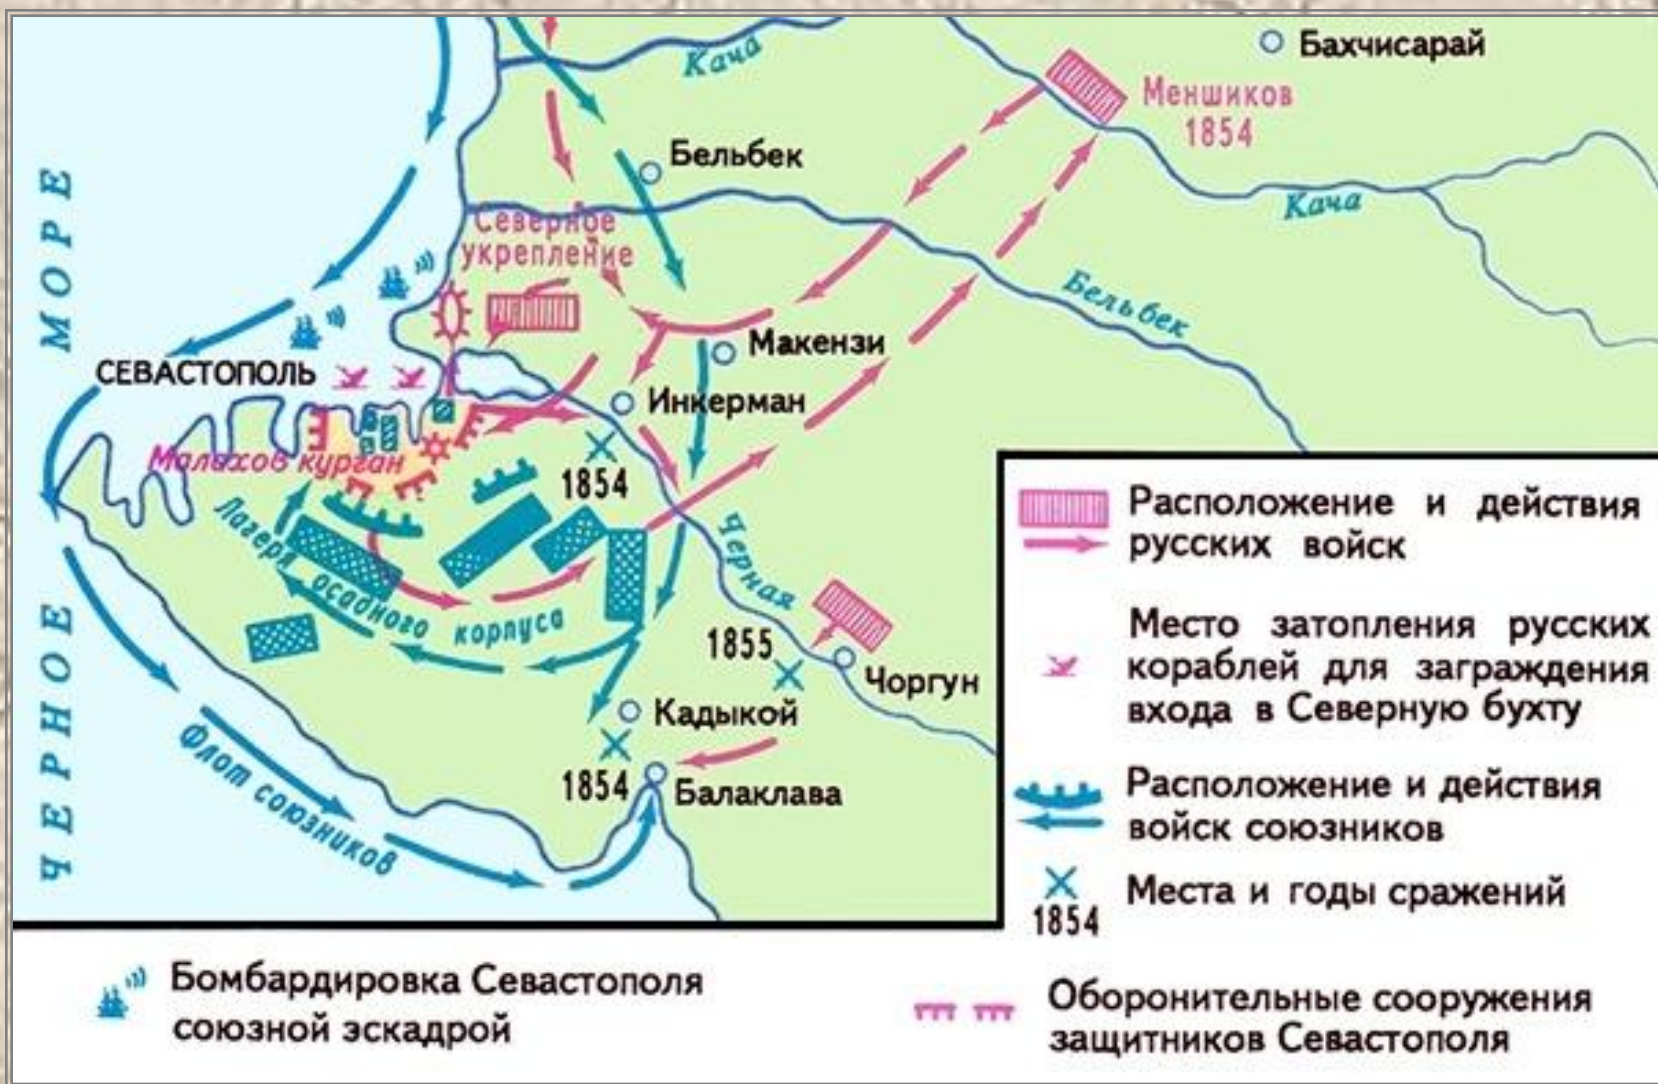 Кача
Бахчисарай
Меншиков
1854
Бельбек
Кача
Северное
укрепление
Бельбек
ЧЕРНОЕ МОРЕ
Макензи
СЕВАСТОПОЛЬ
Инкерман
Малахов курган
1854
Лагеря осадного корпуса
Черная
1855
Чоргун
Кадыкой
Флот союзников
1854
Балаклава
Расположение и действия
русских войск
Место затопления русских
кораблей для заграждения
входа в Северную бухту
Расположение и действия
войск союзников
1854
Места и годы сражений
Бомбардировка Севастополя
союзной эскадрой
Оборонительные сооружения
защитников Севастополя